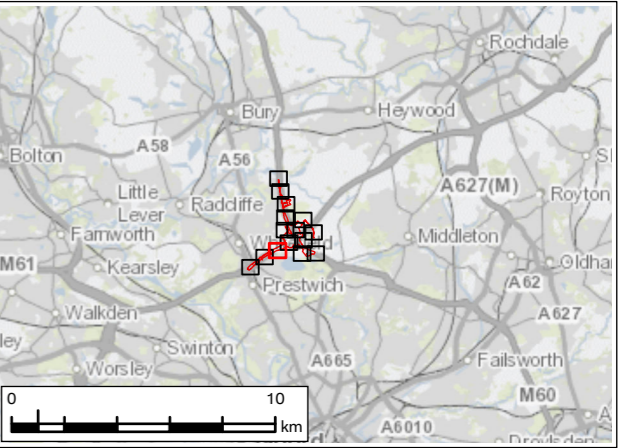 Rochdale
Bury
Heywood
A58
Bolton
A56
A627(M)
Little
Lever
Radcliffe
Royton
Farnworth
Middleton
M61
Kearsley
Oldha
A62
Prestwich
Walkden
A627
Swinton
A665
Failsworth
Worsley
M60
0
10
km
A6010